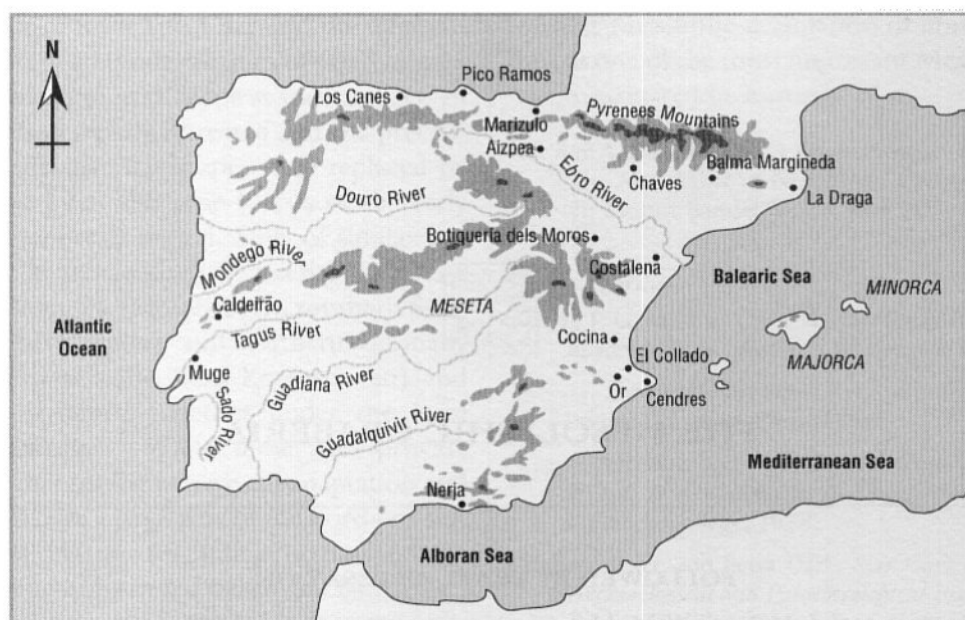 N
Pico Ramos
Los Canes
Pyrenees Mountains
Marizulo
Aizpea
Ebro River
Chaves
Balma Margineda
La Draga
Douro River
Botiquería dels Moros
Mondego River
Costalena
Balearic Sea
MINORCA
Caldeirão
MESETA
Atlantic
Ocean
Tagus River
Cocina
MAJORCA
Muge
El Collado
Guadiana River
Or
Cendres
Sado River
Guadalquivir River
Mediterranean Sea
Nerja
Alboran Sea